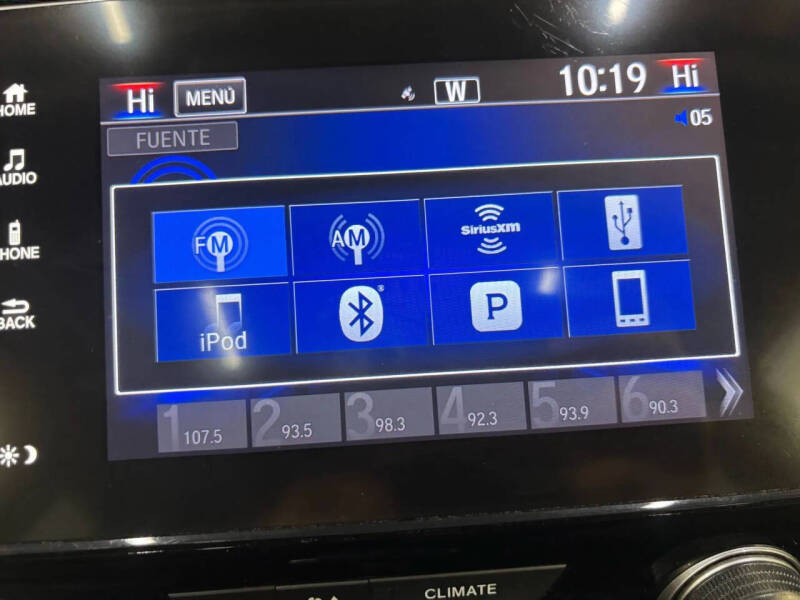 HOME
AUDIO
PHONE
BACK
Hi
MENÚ
W
10:19
Hi
FUENTE
05
FM
AM
SiriusXM
iPod
P
1 107.5
2 93.5
3 98.3
4 92.3
5 93.9
6 90.3
CLIMATE